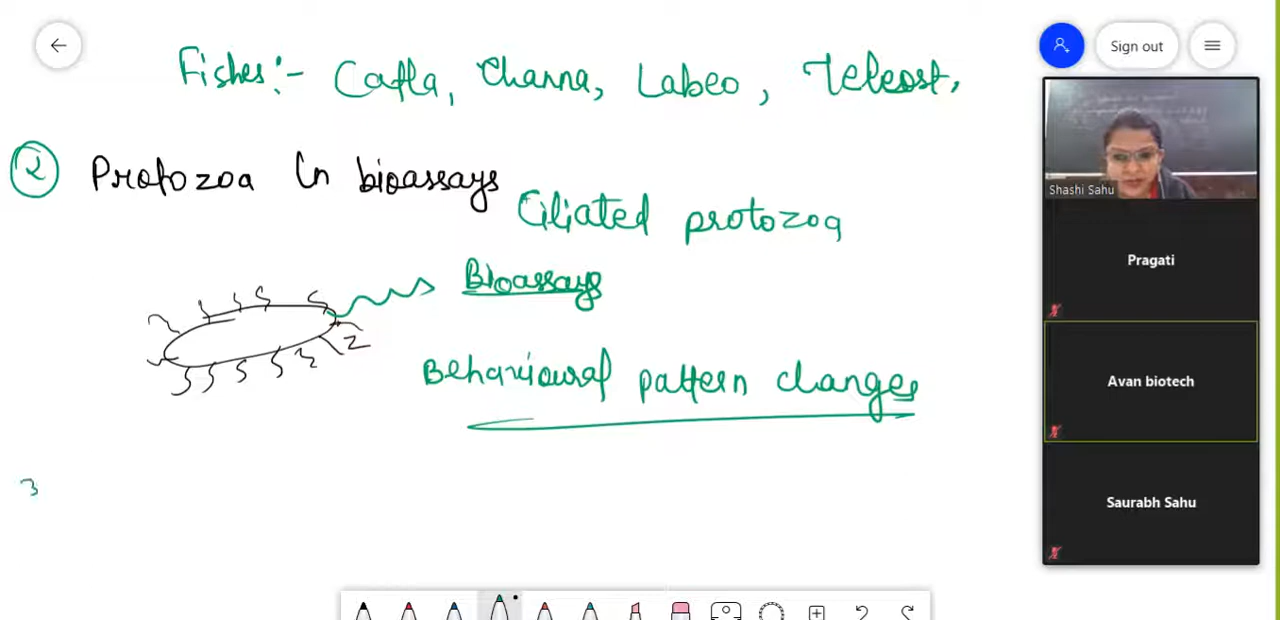 Fishes:- Catla, Channa, Labeo, Teleost,
2 Protozoa in bioassays
Ciliated protozoa
Bioassays
Behavioural pattern changes
3
Sign out
Shashi Sahu
Pragati
Avan biotech
Saurabh Sahu